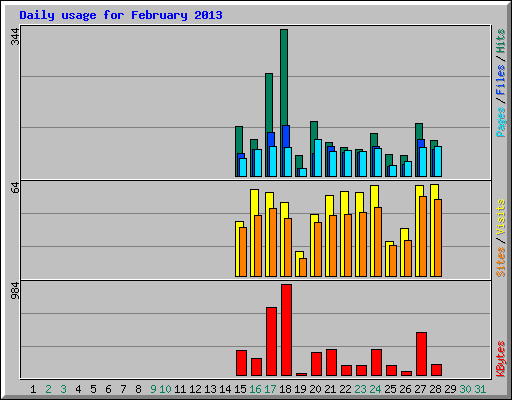 Daily usage for February 2013
344
Pages / Files / Hits
64
Sites / Visits
984
KBytes
1 2 3 4 5 6 7 8 9 10 11 12 13 14 15 16 17 18 19 20 21 22 23 24 25 26 27 28 29 30 31